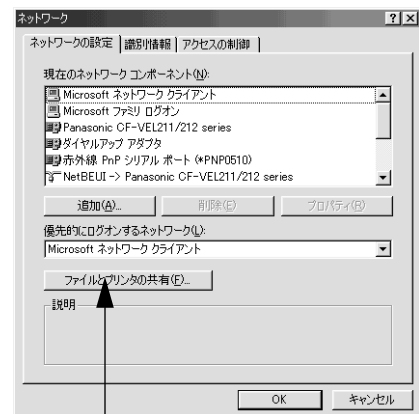 ネットワーク
ネットワークの設定 識別情報 アクセスの制御
現在のネットワーク コンポーネント(N):
Microsoft ネットワーク クライアント
Microsoft ファミリ ログオン
Panasonic CF-VEL211/212 series
ダイヤルアップ アダプタ
赤外線 PnP シリアル ポート (*PNP0510)
NetBEUI -> Panasonic CF-VEL211/212 series
追加(A)... 削除(E) プロパティ(R)
優先的にログオンするネットワーク(L):
Microsoft ネットワーク クライアント
ファイルとプリンタの共有(F)...
説明
OK キャンセル